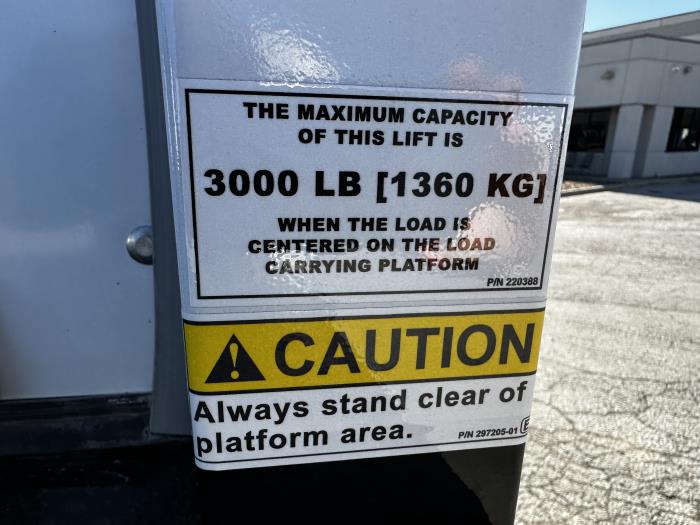 THE MAXIMUM CAPACITY
OF THIS LIFT IS
3000 LB [1360 KG]
WHEN THE LOAD IS
CENTERED ON THE LOAD
CARRYING PLATFORM
P/N 220388
CAUTION
Always stand clear of
platform area.
P/N 297205-01